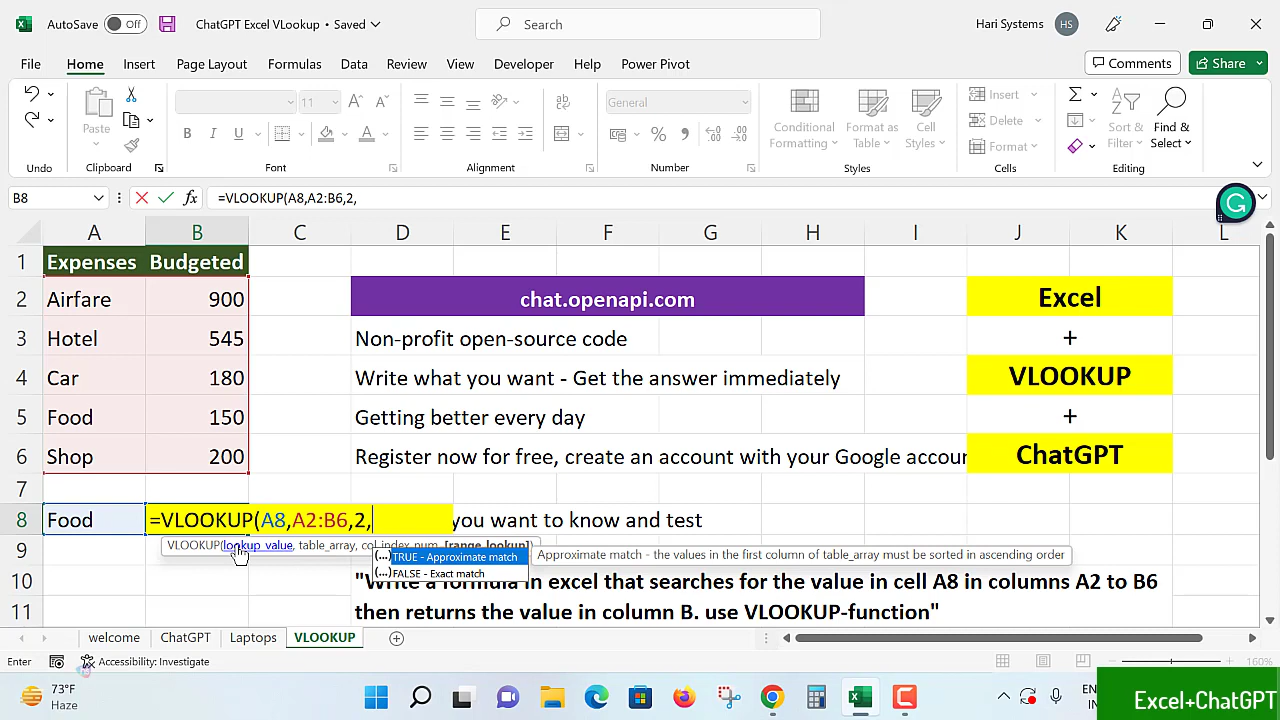 AutoSave Off ChatGPT Excel VLookup • Saved Search Hari Systems HS
File Home Insert Page Layout Formulas Data Review View Developer Help Power Pivot Comments Share
11 General Insert Σ
Paste B I U Conditional Formatting Format as Table Cell Styles Delete Sort & Filter Find & Select
Format
Undo Clipboard Font Alignment Number Styles Cells Editing
B8 fx =VLOOKUP(A8,A2:B6,2,
A B C D E F G H I J K L
1 Expenses Budgeted
2 Airfare 900 chat.openapi.com Excel
3 Hotel 545 Non-profit open-source code +
4 Car 180 Write what you want - Get the answer immediately VLOOKUP
5 Food 150 Getting better every day +
6 Shop 200 Register now for free, create an account with your Google accour ChatGPT
7
8 Food =VLOOKUP(A8,A2:B6,2, you want to know and test
VLOOKUP(lookup_value, table_array, col_index_num, [range_lookup])
9 (...) TRUE - Approximate match Approximate match - the values in the first column of table_array must be sorted in ascending order
(...) FALSE - Exact match
10 "Write a formula in excel that searches for the value in cell A8 in columns A2 to B6
11 then returns the value in column B. use VLOOKUP-function"
welcome ChatGPT Laptops VLOOKUP
Enter Accessibility: Investigate 160%
73°F
Haze
EN
IN
Excel+ChatGPT